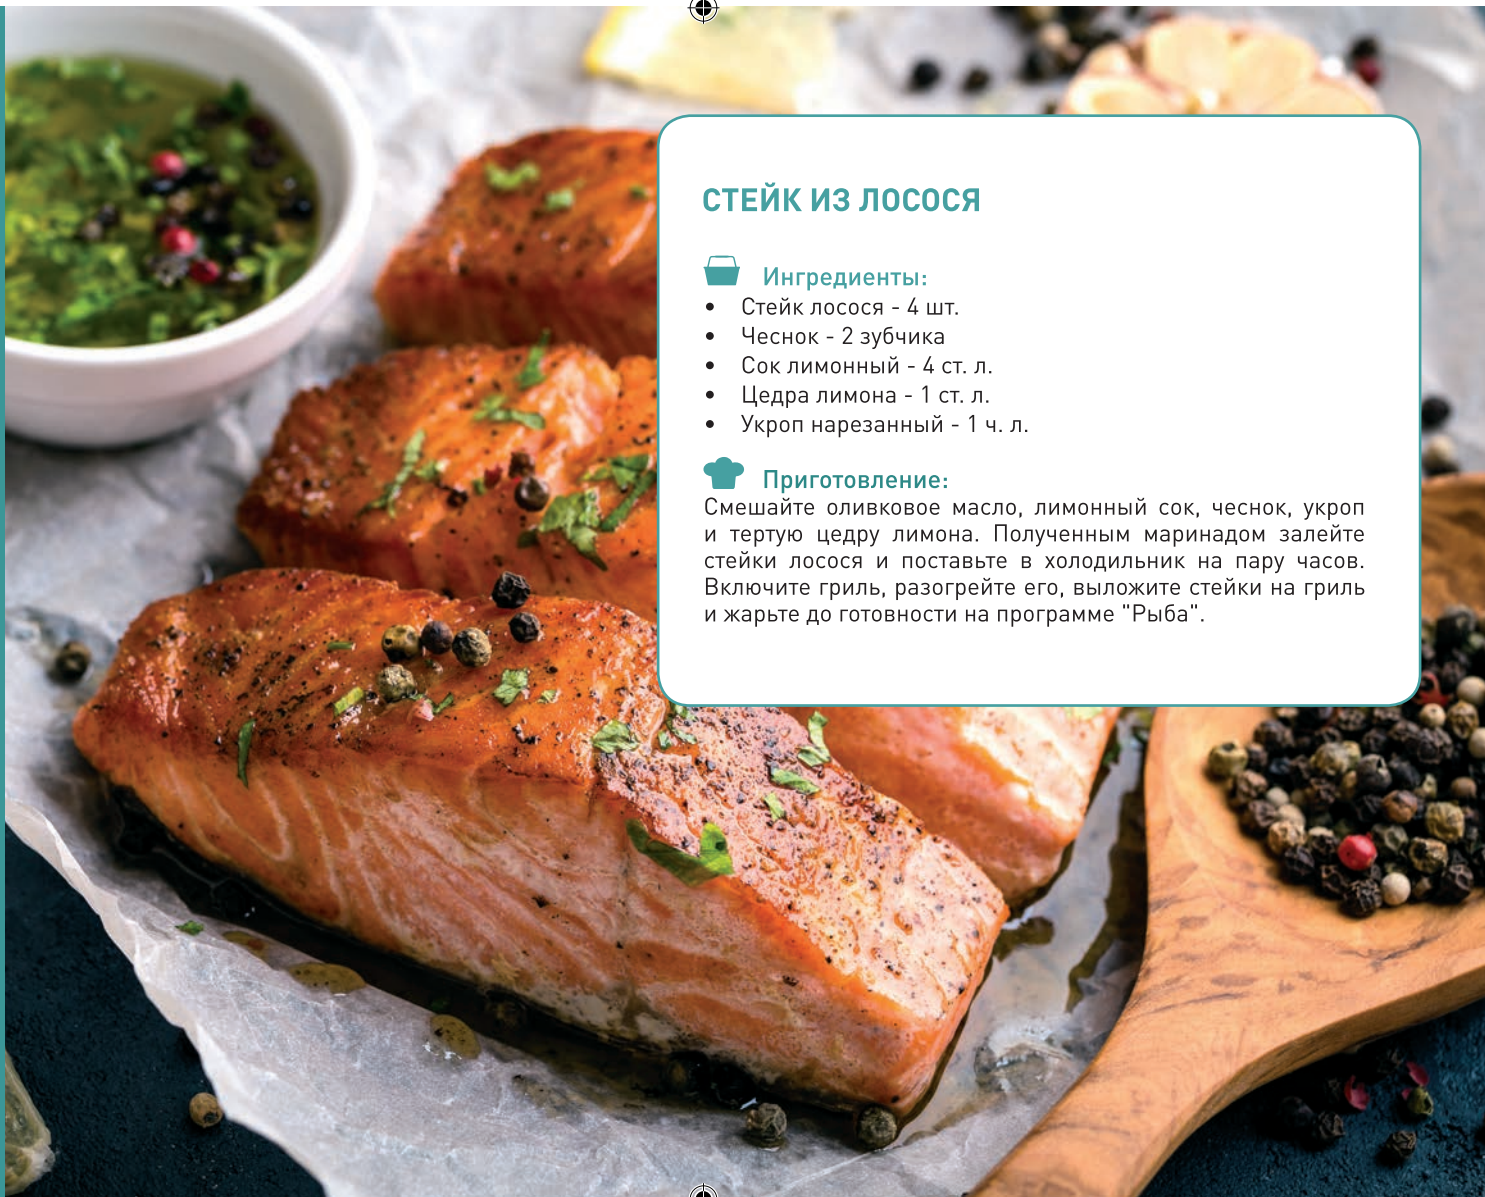 СТЕЙК ИЗ ЛОСОСЯ
Ингредиенты:
• Стейк лосося - 4 шт.
• Чеснок - 2 зубчика
• Сок лимонный - 4 ст. л.
• Цедра лимона - 1 ст. л.
• Укроп нарезанный - 1 ч. л.
Приготовление:
Смешайте оливковое масло, лимонный сок, чеснок, укроп
и тертую цедру лимона. Полученным маринадом залейте
стейки лосося и поставьте в холодильник на пару часов.
Включите гриль, разогрейте его, выложите стейки на гриль
и жарьте до готовности на программе "Рыба".